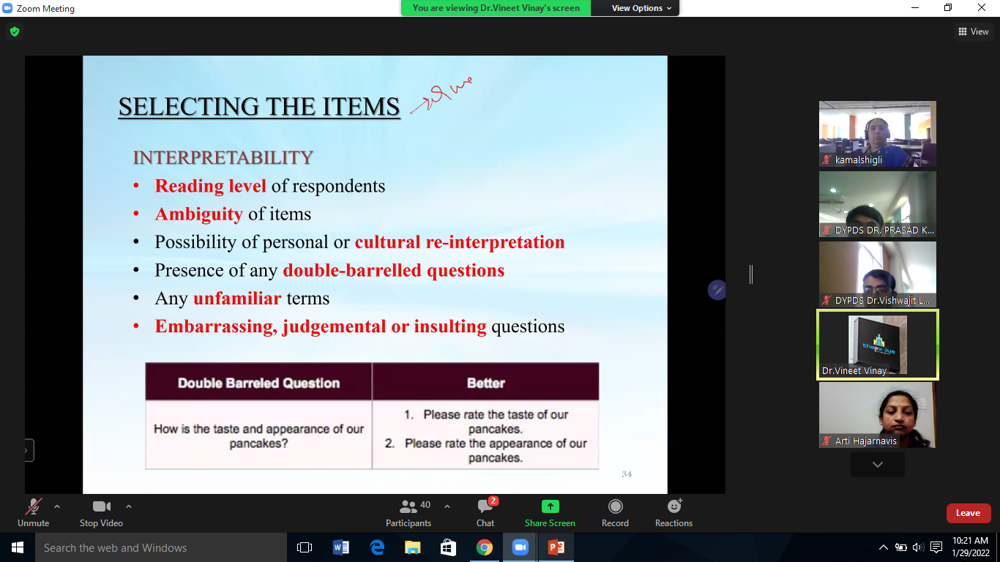 Zoom Meeting
You are viewing Dr.Vineet Vinay's screen
View Options
View
SELECTING THE ITEMS
INTERPRETABILITY
• Reading level of respondents
• Ambiguity of items
• Possibility of personal or cultural re-interpretation
• Presence of any double-barrelled questions
• Any unfamiliar terms
• Embarrassing, judgemental or insulting questions
Double Barreled Question
Better
How is the taste and appearance of our
pancakes?
1. Please rate the taste of our
pancakes.
2. Please rate the appearance of our
pancakes.
34
kamalshigli
DYPDS DR. PRASAD K...
DYPDS Dr.Vishwajit L...
Dr.Vineet Vinay
Arti Hajarnavis
Unmute
Stop Video
40
Participants
2
Chat
Share Screen
Record
Reactions
Leave
Search the web and Windows
10:21 AM
1/29/2022